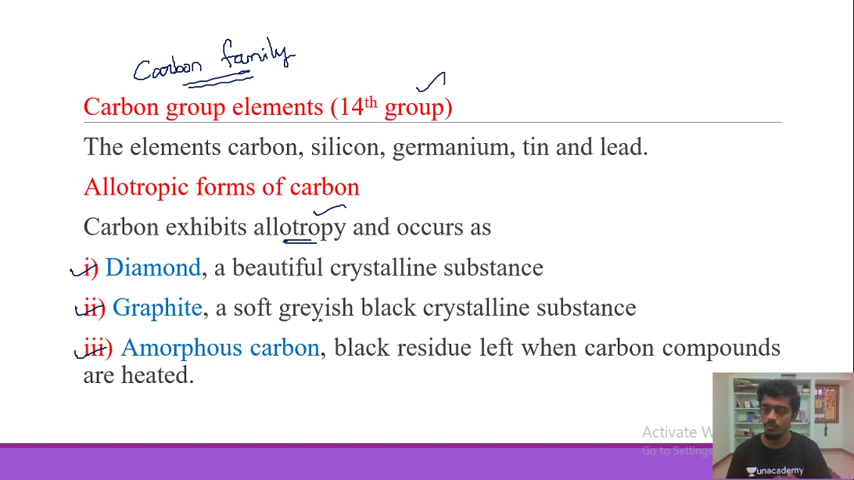 Carbon family
Carbon group elements (14th group)
The elements carbon, silicon, germanium, tin and lead.
Allotropic forms of carbon
Carbon exhibits allotropy and occurs as
i) Diamond, a beautiful crystalline substance
ii) Graphite, a soft greyish black crystalline substance
iii) Amorphous carbon, black residue left when carbon compounds
are heated.
Activate W
Go to Settings
unacademy